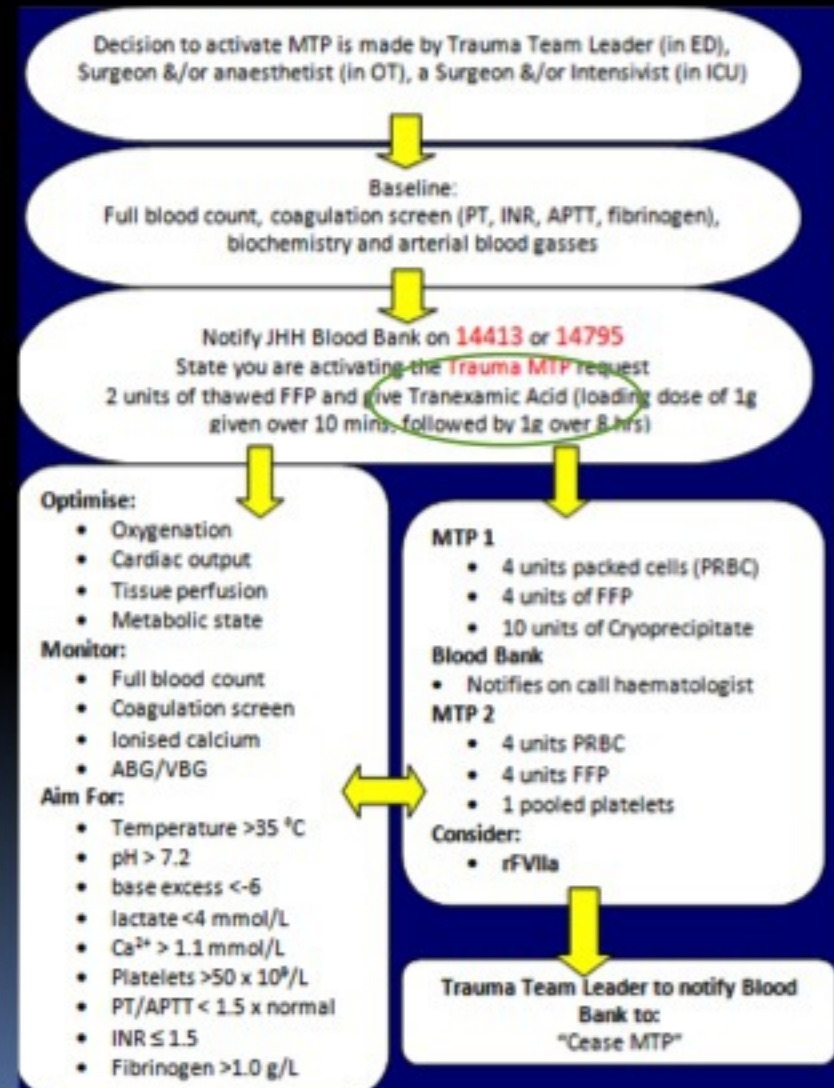 Decision to activate MTP is made by Trauma Team Leader (in ED),
Surgeon &/or anaesthetist (in OT), a Surgeon &/or Intensivist (in ICU)
Baseline:
Full blood count, coagulation screen (PT, INR, APTT, fibrinogen),
biochemistry and arterial blood gasses
Notify JHH Blood Bank on 14413 or 14795
State you are activating the Trauma MTP request
2 units of thawed FFP and give Tranexamic Acid (loading dose of 1g
given over 10 mins, followed by 1g over 8 hrs)
Optimise:
• Oxygenation
• Cardiac output
• Tissue perfusion
• Metabolic state
Monitor:
• Full blood count
• Coagulation screen
• Ionised calcium
• ABG/VBG
Aim For:
• Temperature >35 °C
• pH > 7.2
• base excess <-6
• lactate <4 mmol/L
• Ca²⁺ > 1.1 mmol/L
• Platelets >50 x 10⁹/L
• PT/APTT < 1.5 x normal
• INR ≤ 1.5
• Fibrinogen >1.0 g/L
MTP 1
• 4 units packed cells (PRBC)
• 4 units of FFP
• 10 units of Cryoprecipitate
Blood Bank
• Notifies on call haematologist
MTP 2
• 4 units PRBC
• 4 units FFP
• 1 pooled platelets
Consider:
• rFVIIa
Trauma Team Leader to notify Blood
Bank to:
"Cease MTP"